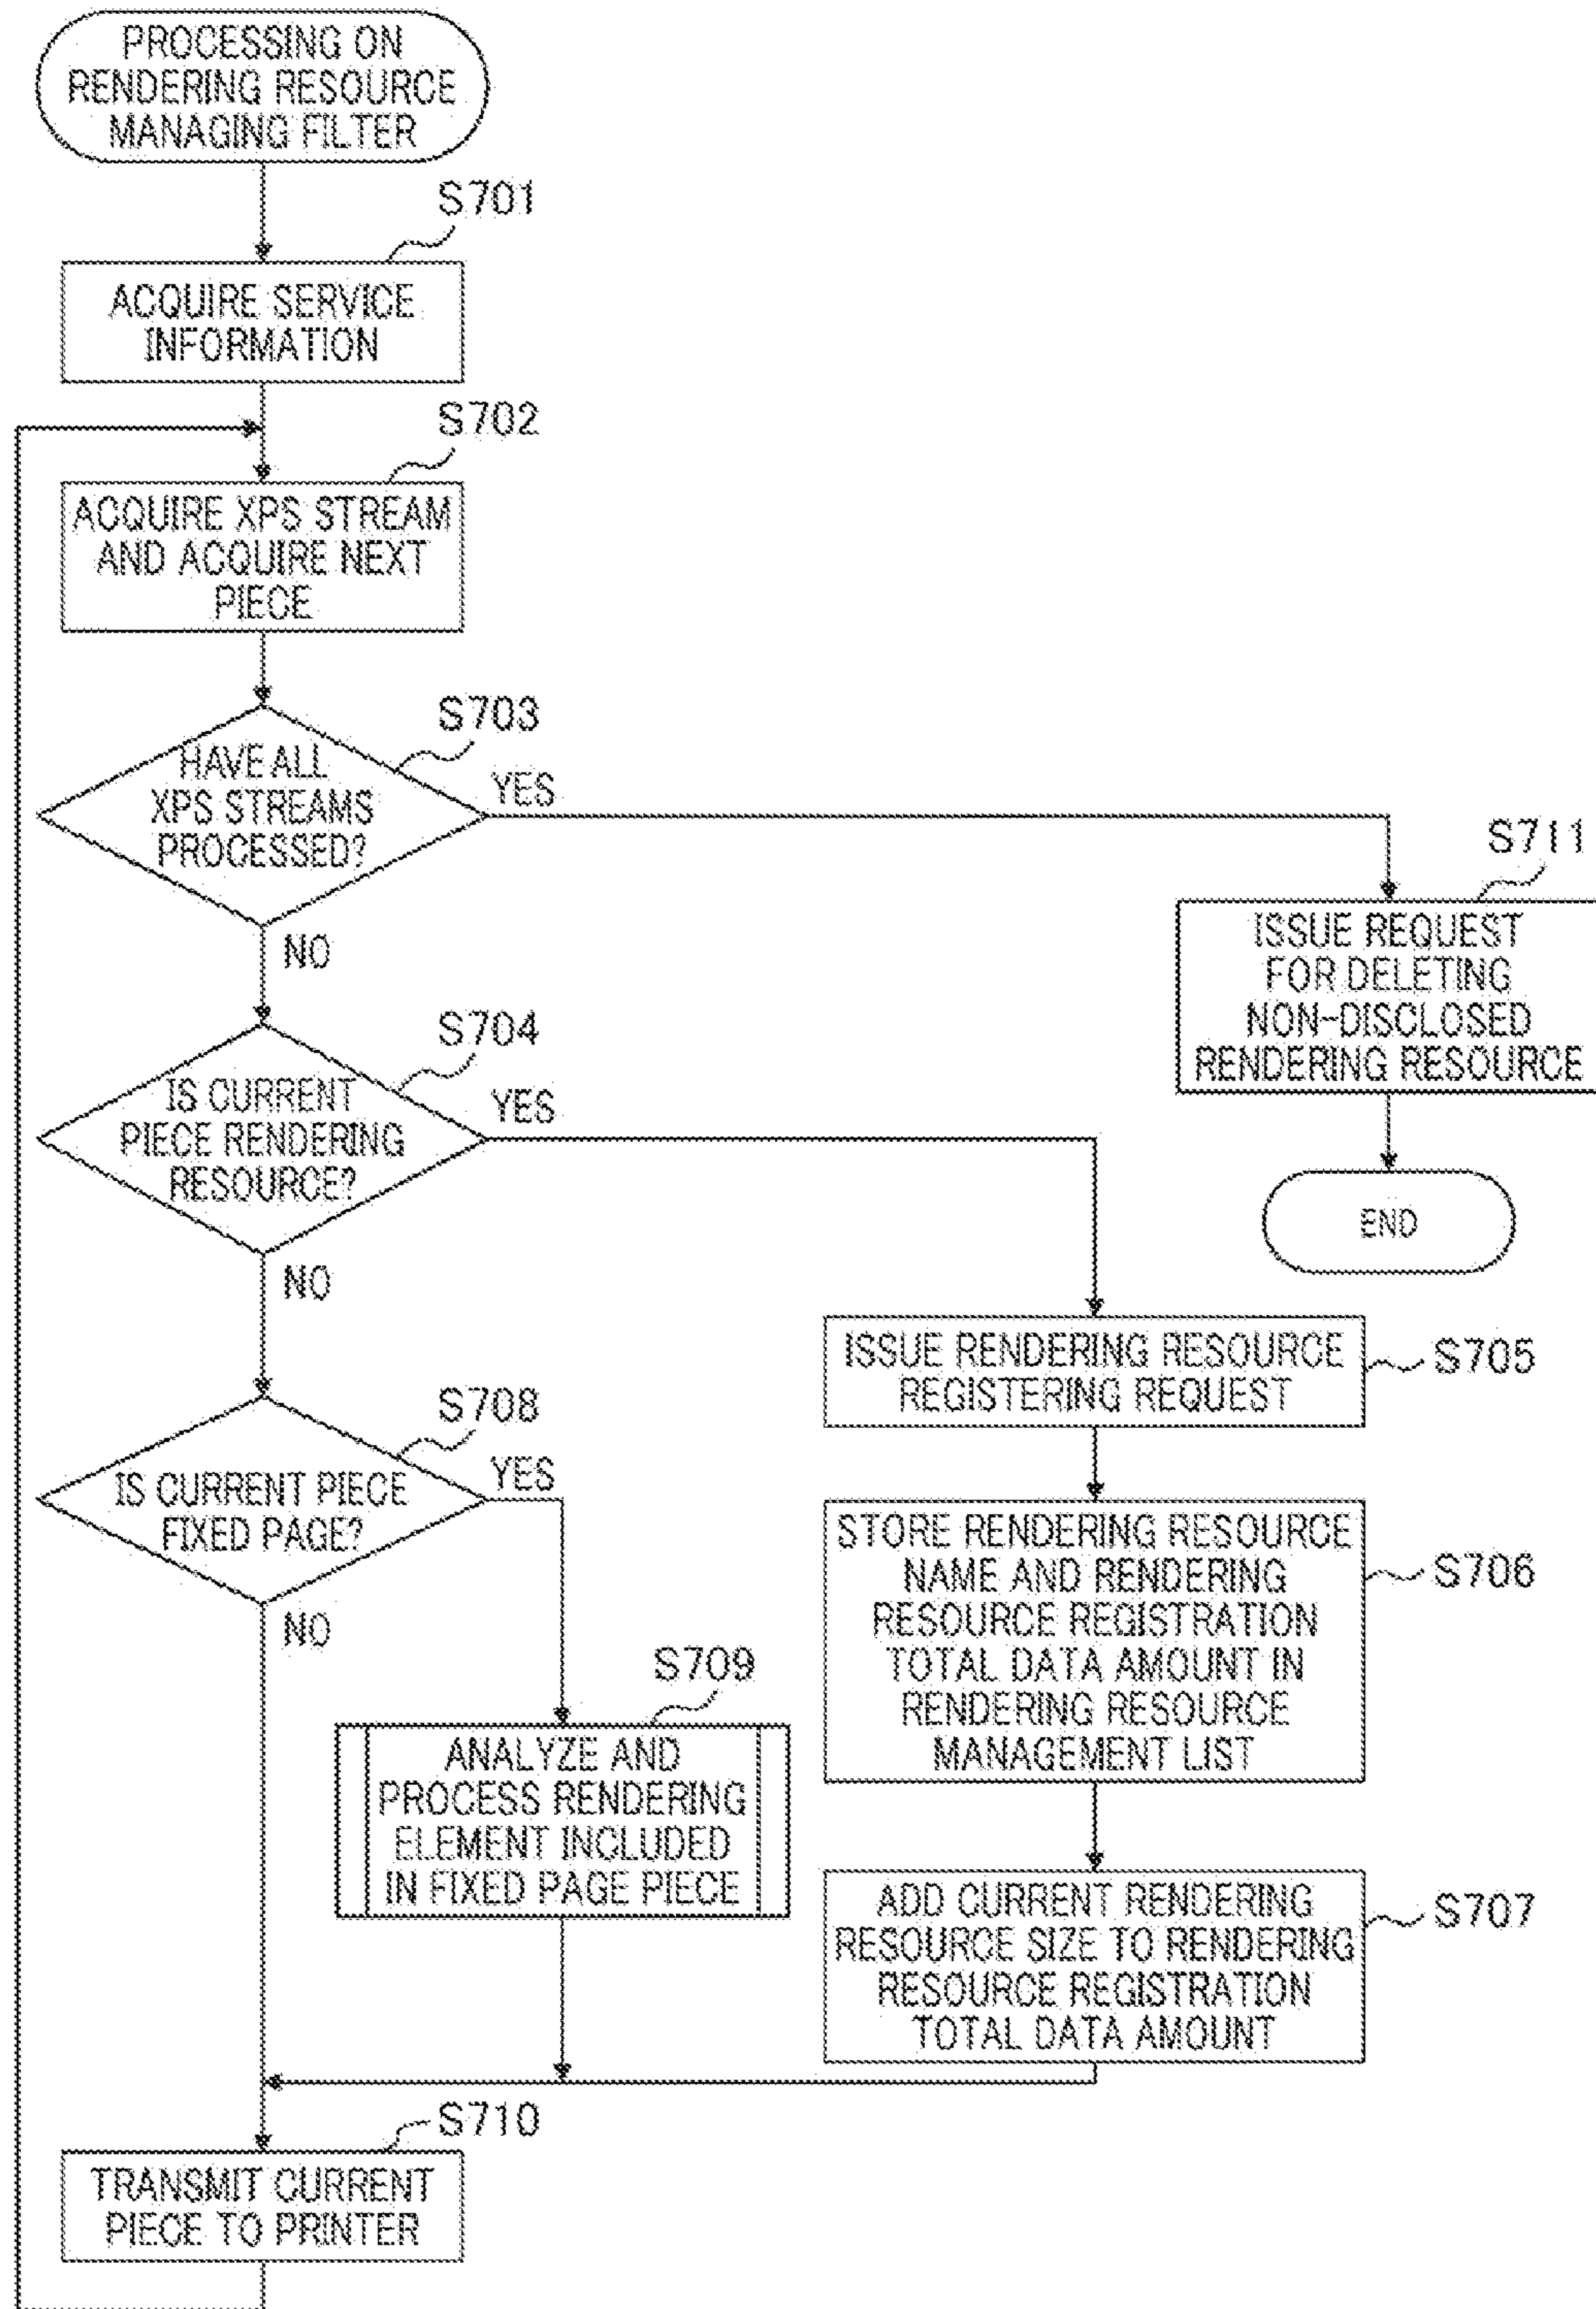 PROCESSING ON
RENDERING RESOURCE
MANAGING FILTER
S701
ACQUIRE SERVICE
INFORMATION
S702
ACQUIRE XPS STREAM
AND ACQUIRE NEXT
PIECE
S703
HAVE ALL
XPS STREAMS
PROCESSED?
YES
NO
S711
ISSUE REQUEST
FOR DELETING
NON-DISCLOSED
RENDERING RESOURCE
END
S704
IS CURRENT
PIECE RENDERING
RESOURCE?
YES
NO
ISSUE RENDERING RESOURCE
REGISTERING REQUEST
S705
STORE RENDERING RESOURCE
NAME AND RENDERING
RESOURCE REGISTRATION
TOTAL DATA AMOUNT IN
RENDERING RESOURCE
MANAGEMENT LIST
S706
ADD CURRENT RENDERING
RESOURCE SIZE TO RENDERING
RESOURCE REGISTRATION
TOTAL DATA AMOUNT
S707
S708
IS CURRENT PIECE
FIXED PAGE?
YES
NO
S709
ANALYZE AND
PROCESS RENDERING
ELEMENT INCLUDED
IN FIXED PAGE PIECE
S710
TRANSMIT CURRENT
PIECE TO PRINTER